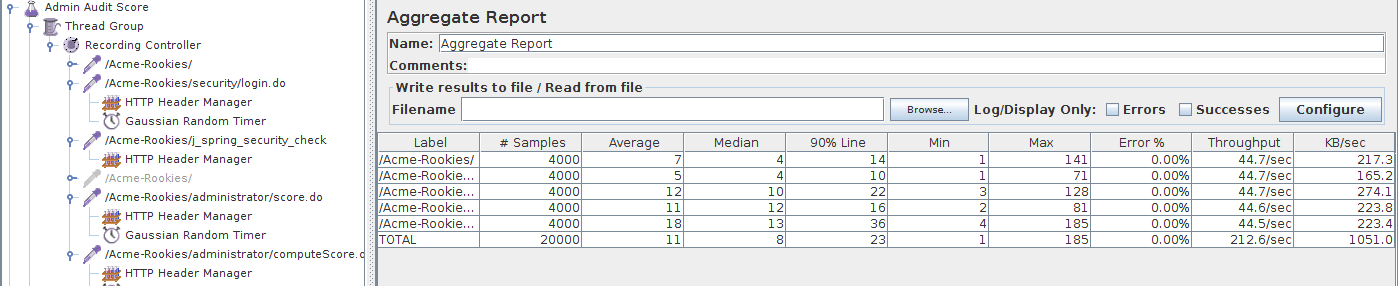 Admin Audit Score
Thread Group
Recording Controller
/Acme-Rookies/
/Acme-Rookies/security/login.do
HTTP Header Manager
Gaussian Random Timer
/Acme-Rookies/j_spring_security_check
HTTP Header Manager
/Acme-Rookies/
/Acme-Rookies/administrator/score.do
HTTP Header Manager
Gaussian Random Timer
/Acme-Rookies/administrator/computeScore.d
HTTP Header Manager
Aggregate Report
Name: Aggregate Report
Comments:
Write results to file / Read from file
Filename Browse... Log/Display Only: Errors Successes Configure
Label # Samples Average Median 90% Line Min Max Error % Throughput KB/sec
/Acme-Rookies/ 4000 7 4 14 1 141 0.00% 44.7/sec 217.3
/Acme-Rookie... 4000 5 4 10 1 71 0.00% 44.7/sec 165.2
/Acme-Rookie... 4000 12 10 22 3 128 0.00% 44.7/sec 274.1
/Acme-Rookie... 4000 11 12 16 2 81 0.00% 44.6/sec 223.8
/Acme-Rookie... 4000 18 13 36 4 185 0.00% 44.5/sec 223.4
TOTAL 20000 11 8 23 1 185 0.00% 212.6/sec 1051.0